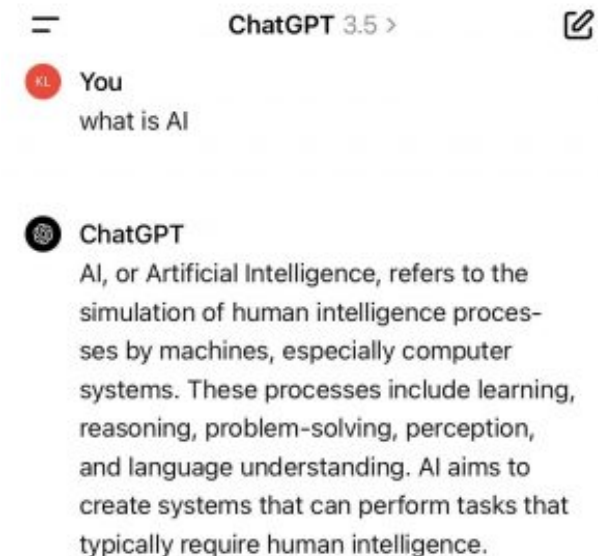 ChatGPT 3.5 >
KL You
what is AI
ChatGPT
AI, or Artificial Intelligence, refers to the
simulation of human intelligence proces-
ses by machines, especially computer
systems. These processes include learning,
reasoning, problem-solving, perception,
and language understanding. AI aims to
create systems that can perform tasks that
typically require human intelligence.